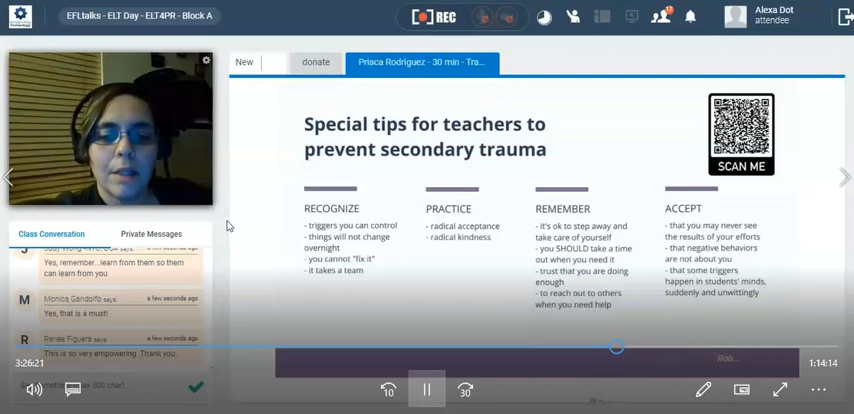 EFLtalks - ELT Day - ELT4PR - Block A
REC
17
Alexa Dot
attendee
New
donate
Prisca Rodriguez - 30 min - Tra...
Special tips for teachers to
prevent secondary trauma
SCAN ME
RECOGNIZE
- triggers you can control
- things will not change
overnight
- you cannot "fix it"
- it takes a team
PRACTICE
- radical acceptance
- radical kindness
REMEMBER
- it's ok to step away and
take care of yourself
- you SHOULD take a time
out when you need it
- trust that you are doing
enough
- to reach out to others
when you need help
ACCEPT
- that you may never see
the results of your efforts
- that negative behaviors
are not about you
- that some triggers
happen in students' minds,
suddenly and unwittingly
Class Conversation
Private Messages
says:
a few seconds ago
Yes, remember...learn from them so them
can learn from you
M
Monica Gandolfo says:
a few seconds ago
Yes, that is a must!
R
Renee Figuera says:
a few seconds ago
This is so very empowering. Thank you.
Rob...
3:26:21
1:14:14
10
30